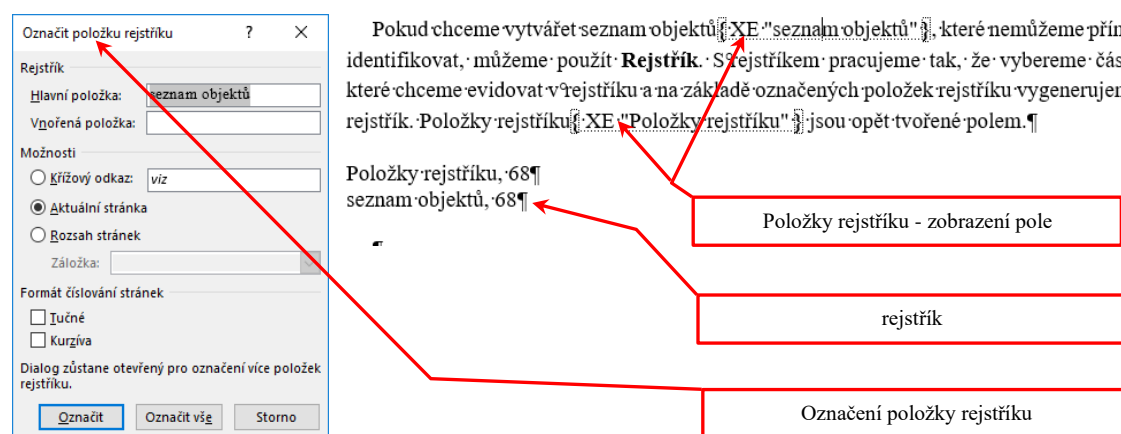 Označit položku rejstříku ? ×
Rejstřík
Hlavní položka: seznam objektů
Vnořená položka:
Možnosti
Křížový odkaz: viz
Aktuální stránka
Rozsah stránek
Záložka:
Formát číslování stránek
Tučné
Kurzíva
Dialog zůstane otevřený pro označení více položek
rejstříku.
Označit Označit vše Storno
Pokud chceme vytvářet seznam objektů{ XE "seznam objektů" }, které nemůžeme přín
identifikovat, můžeme použít Rejstřík. S rejstříkem pracujeme tak, že vybereme čás
které chceme evidovat v rejstříku a na základě označených položek rejstříku vygenerujen
rejstřík. Položky rejstříku{ XE "Položky rejstříku" } jsou opět tvořené polem.¶
Položky rejstříku, 68¶
seznam objektů, 68¶
¶
Položky rejstříku - zobrazení pole
rejstřík
Označení položky rejstříku